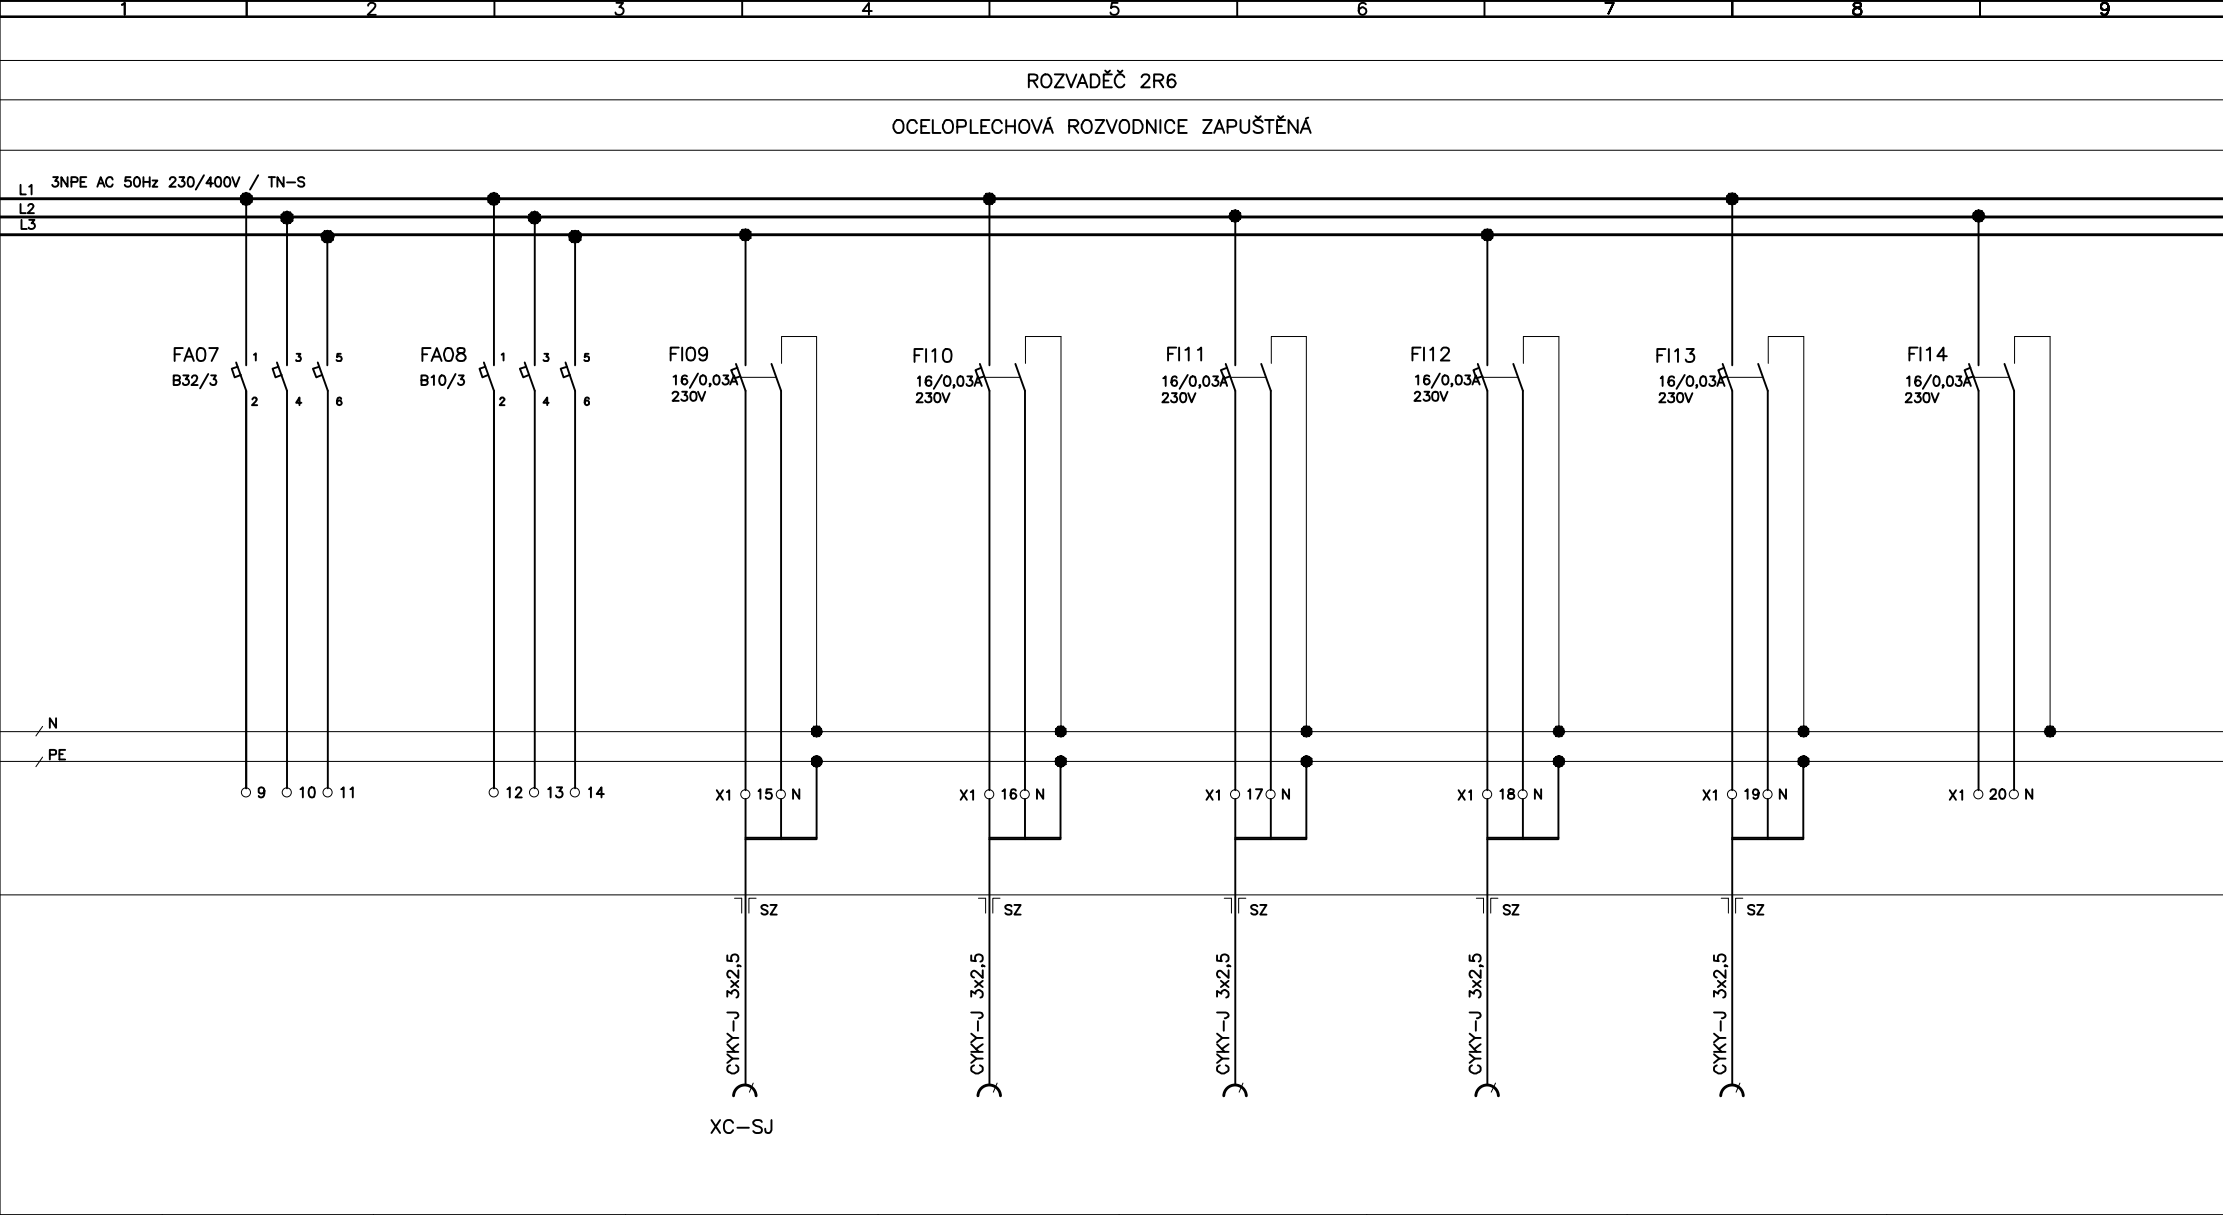 1 2 3 4 5 6 7 8 9
ROZVADĚČ 2R6
OCELOPLECHOVÁ ROZVODNICE ZAPUŠTĚNÁ
3NPE AC 50Hz 230/400V / TN-S
L1
L2
L3
FA07 1 3 5
B32/3
2 4 6
FA08 1 3 5
B10/3
2 4 6
FI09
16/0,03A
230V
FI10
16/0,03A
230V
FI11
16/0,03A
230V
FI12
16/0,03A
230V
FI13
16/0,03A
230V
FI14
16/0,03A
230V
N
PE
9 10 11 12 13 14 X1 15 N X1 16 N X1 17 N X1 18 N X1 19 N X1 20 N
SZ SZ SZ SZ SZ
CYKY-J 3x2,5
CYKY-J 3x2,5
CYKY-J 3x2,5
CYKY-J 3x2,5
CYKY-J 3x2,5
XC-SJ